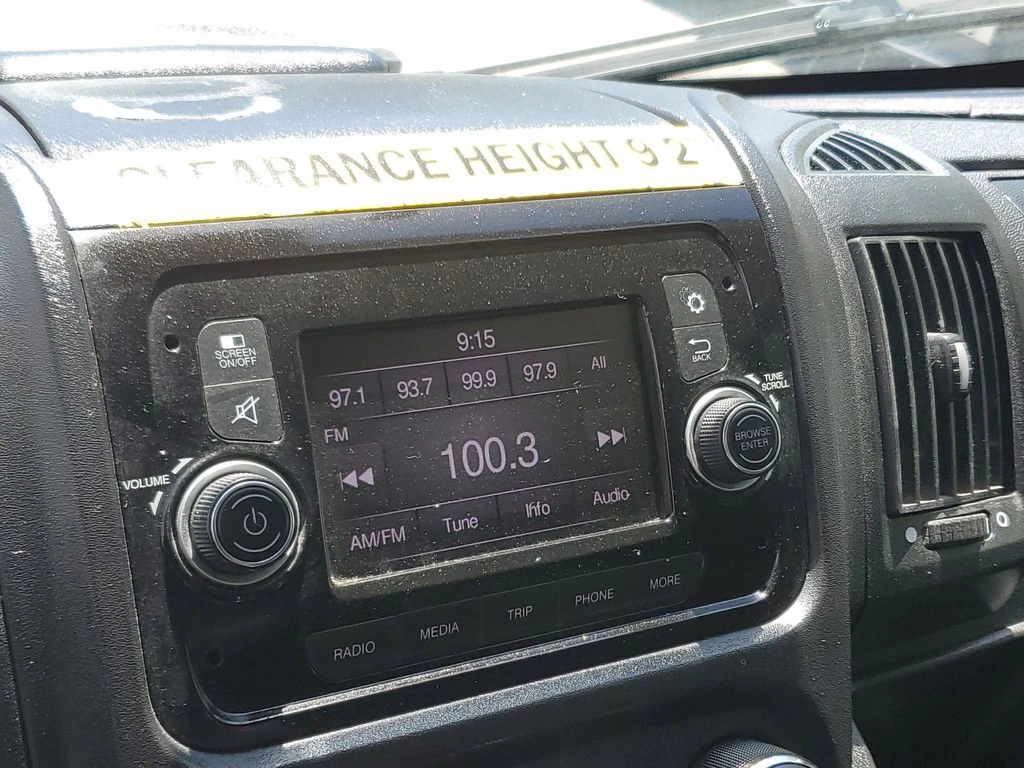 CLEARANCE HEIGHT 9 2
SCREEN
ON/OFF
9:15
97.1 93.7 99.9 97.9 All
FM
100.3
AM/FM Tune Info Audio
BACK
TUNE
SCROLL
BROWSE
ENTER
VOLUME
RADIO MEDIA TRIP PHONE MORE